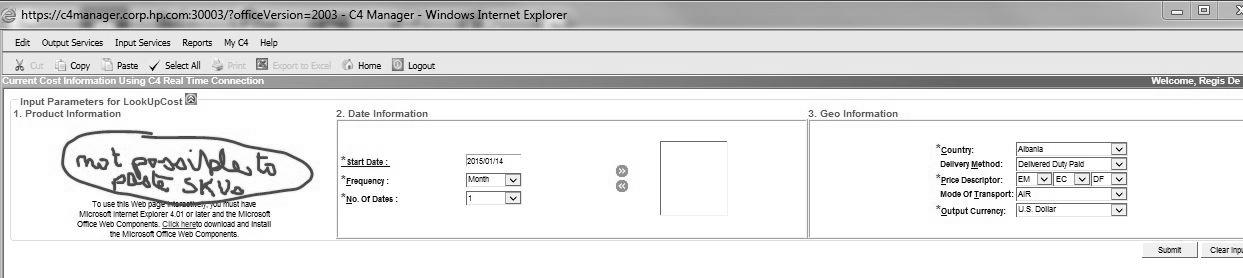 https://c4manager.corp.hp.com:30003/?officeVersion=2003 - C4 Manager - Windows Internet Explorer
Edit Output Services Input Services Reports My C4 Help
Cut Copy Paste Select All Print Export to Excel Home Logout
Current Cost Information Using C4 Real Time Connection Welcome, Regis De
Input Parameters for LookUpCost
1. Product Information 2. Date Information 3. Geo Information
not possible to
paste SKUs
To use this Web page interactively, you must have
Microsoft Internet Explorer 4.01 or later and the Microsoft
Office Web Components. Click here to download and install
the Microsoft Office Web Components.
*Start Date : 2015/01/14
*Frequency : Month
*No. Of Dates : 1
*Country: Albania
Delivery Method: Delivered Duty Paid
*Price Descriptor: EM EC DF
Mode Of Transport: AIR
*Output Currency: U.S. Dollar
Submit Clear Inpu